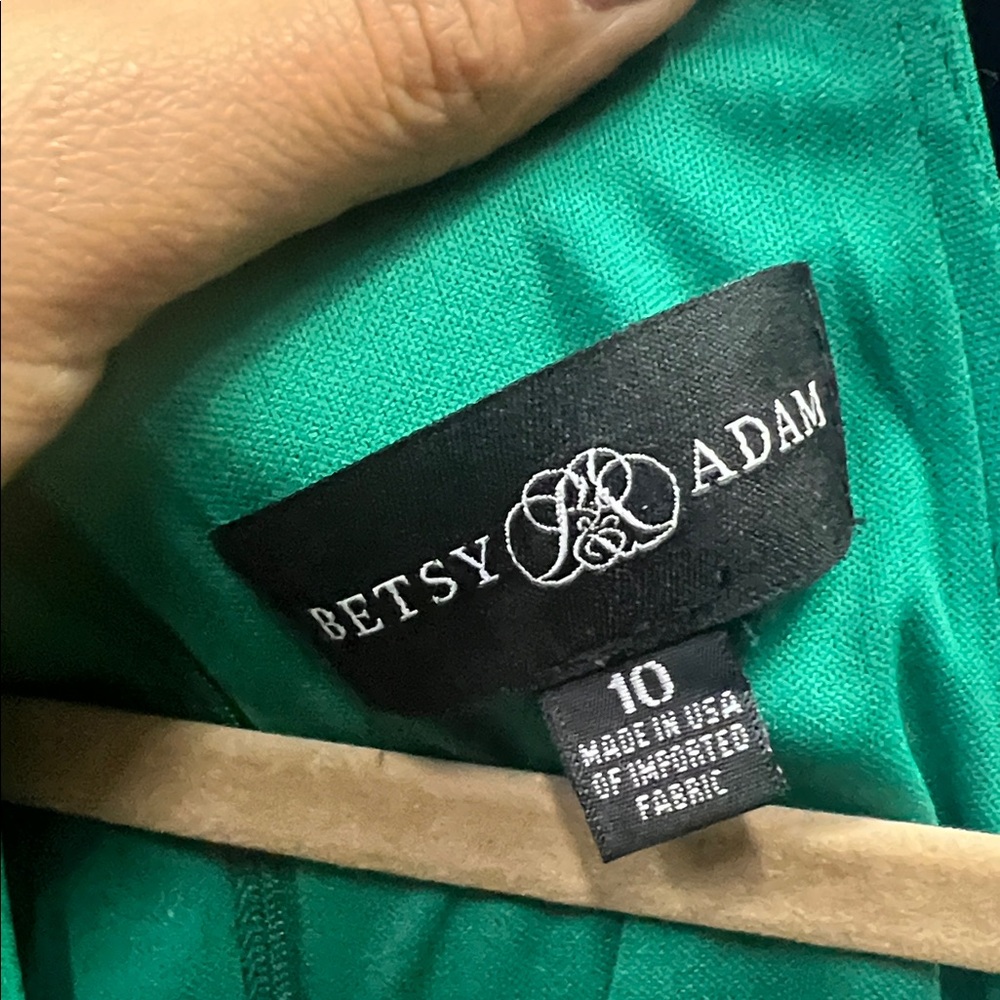 BETSY ADAM
10
MADE IN USA
OF IMPORTED
FABRIC